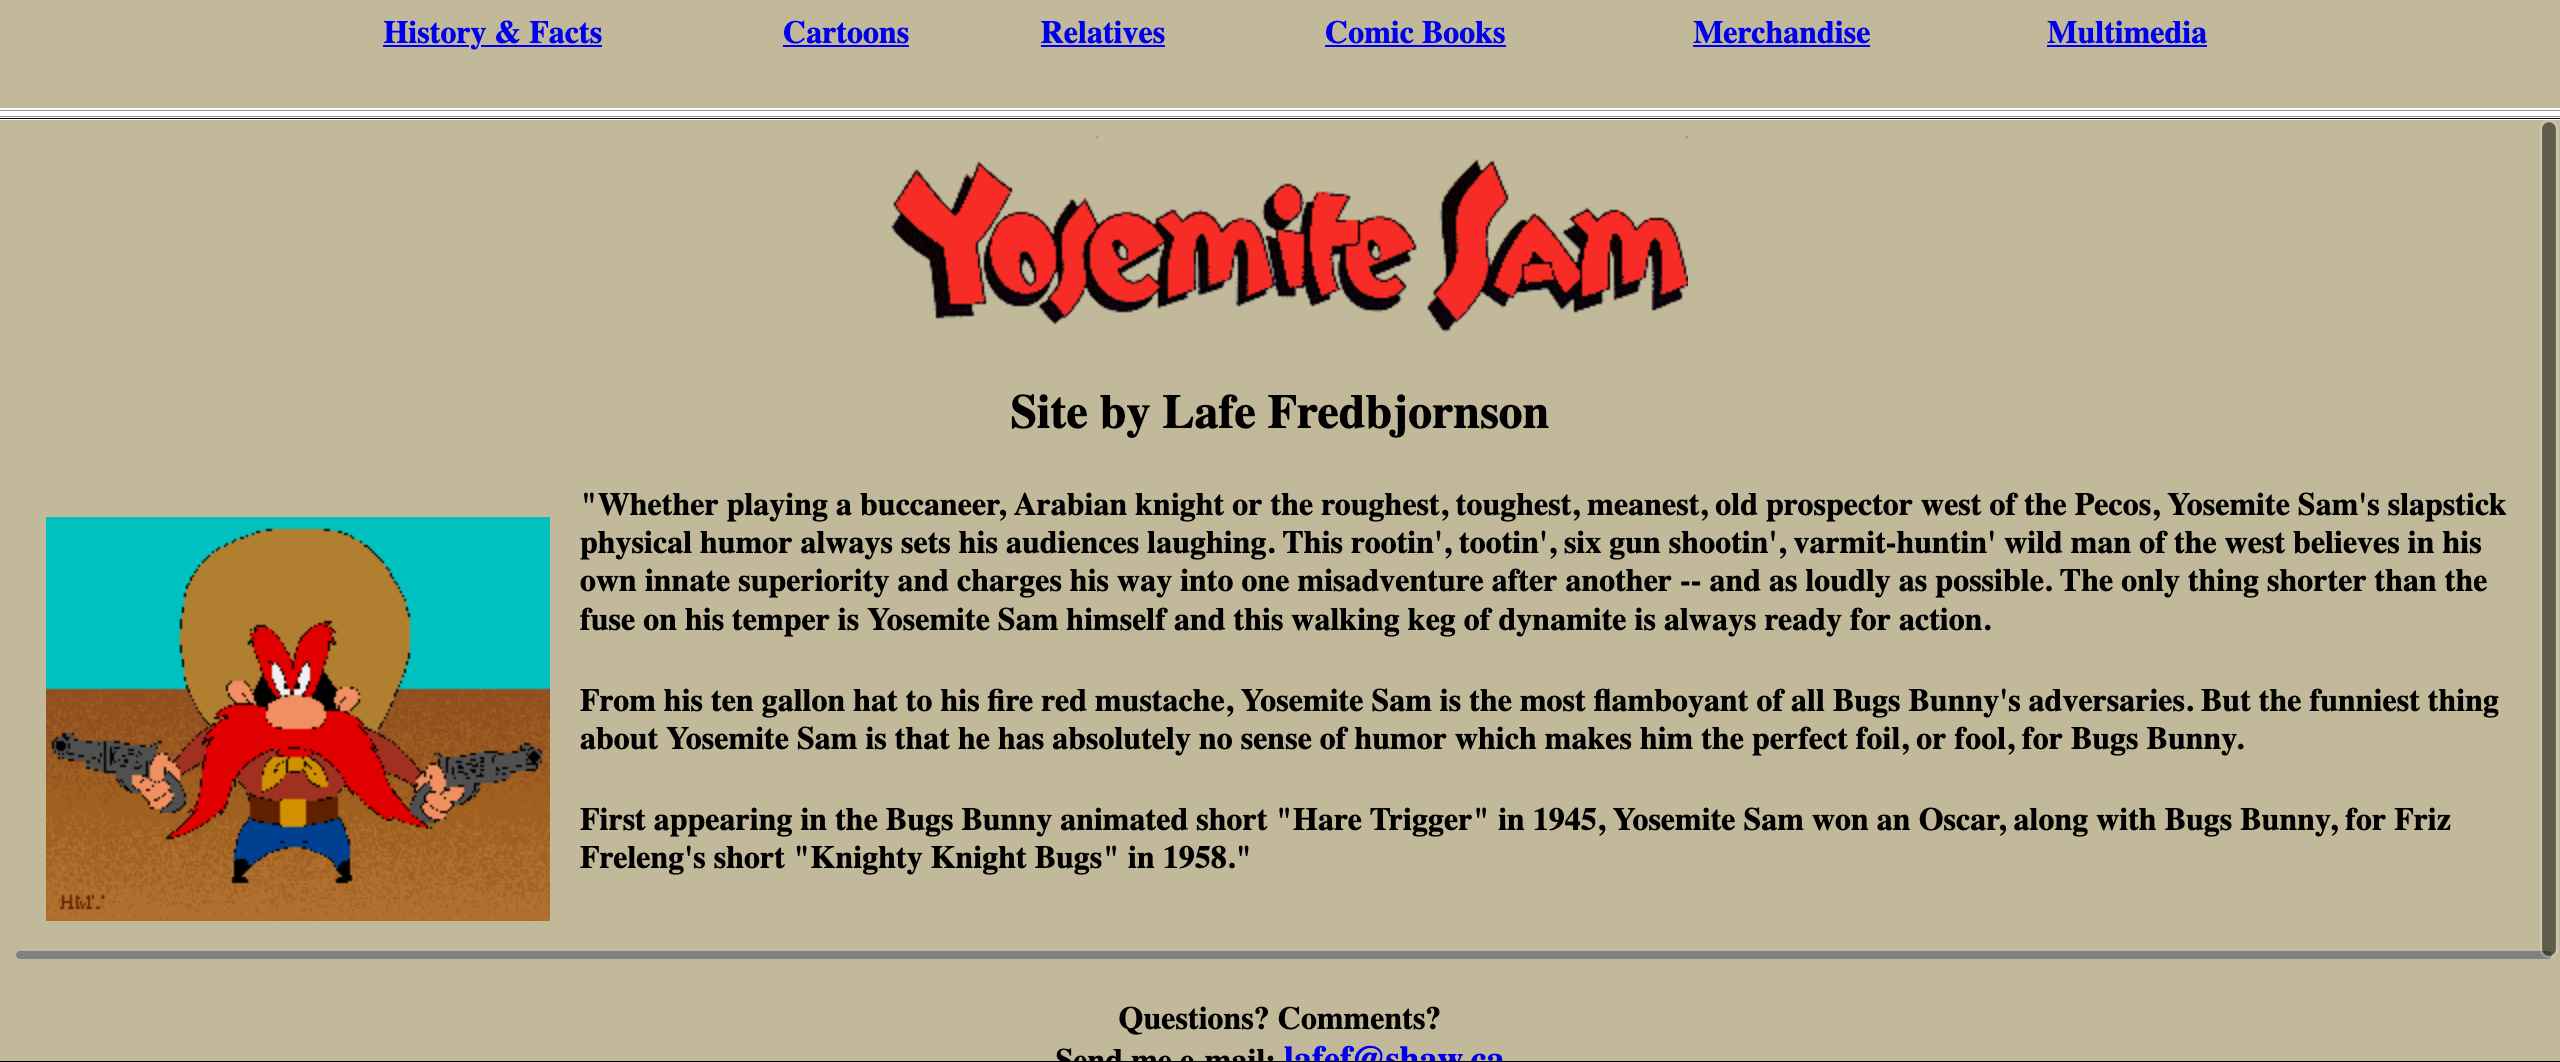 History & Facts Cartoons Relatives Comic Books Merchandise Multimedia
Yosemite Sam
Site by Lafe Fredbjornson
"Whether playing a buccaneer, Arabian knight or the roughest, toughest, meanest, old prospector west of the Pecos, Yosemite Sam's slapstick
physical humor always sets his audiences laughing. This rootin', tootin', six gun shootin', varmit-huntin' wild man of the west believes in his
own innate superiority and charges his way into one misadventure after another -- and as loudly as possible. The only thing shorter than the
fuse on his temper is Yosemite Sam himself and this walking keg of dynamite is always ready for action.
From his ten gallon hat to his fire red mustache, Yosemite Sam is the most flamboyant of all Bugs Bunny's adversaries. But the funniest thing
about Yosemite Sam is that he has absolutely no sense of humor which makes him the perfect foil, or fool, for Bugs Bunny.
First appearing in the Bugs Bunny animated short "Hare Trigger" in 1945, Yosemite Sam won an Oscar, along with Bugs Bunny, for Friz
Freleng's short "Knighty Knight Bugs" in 1958."
Questions? Comments?
Send me e-mail: lafef@shaw.ca